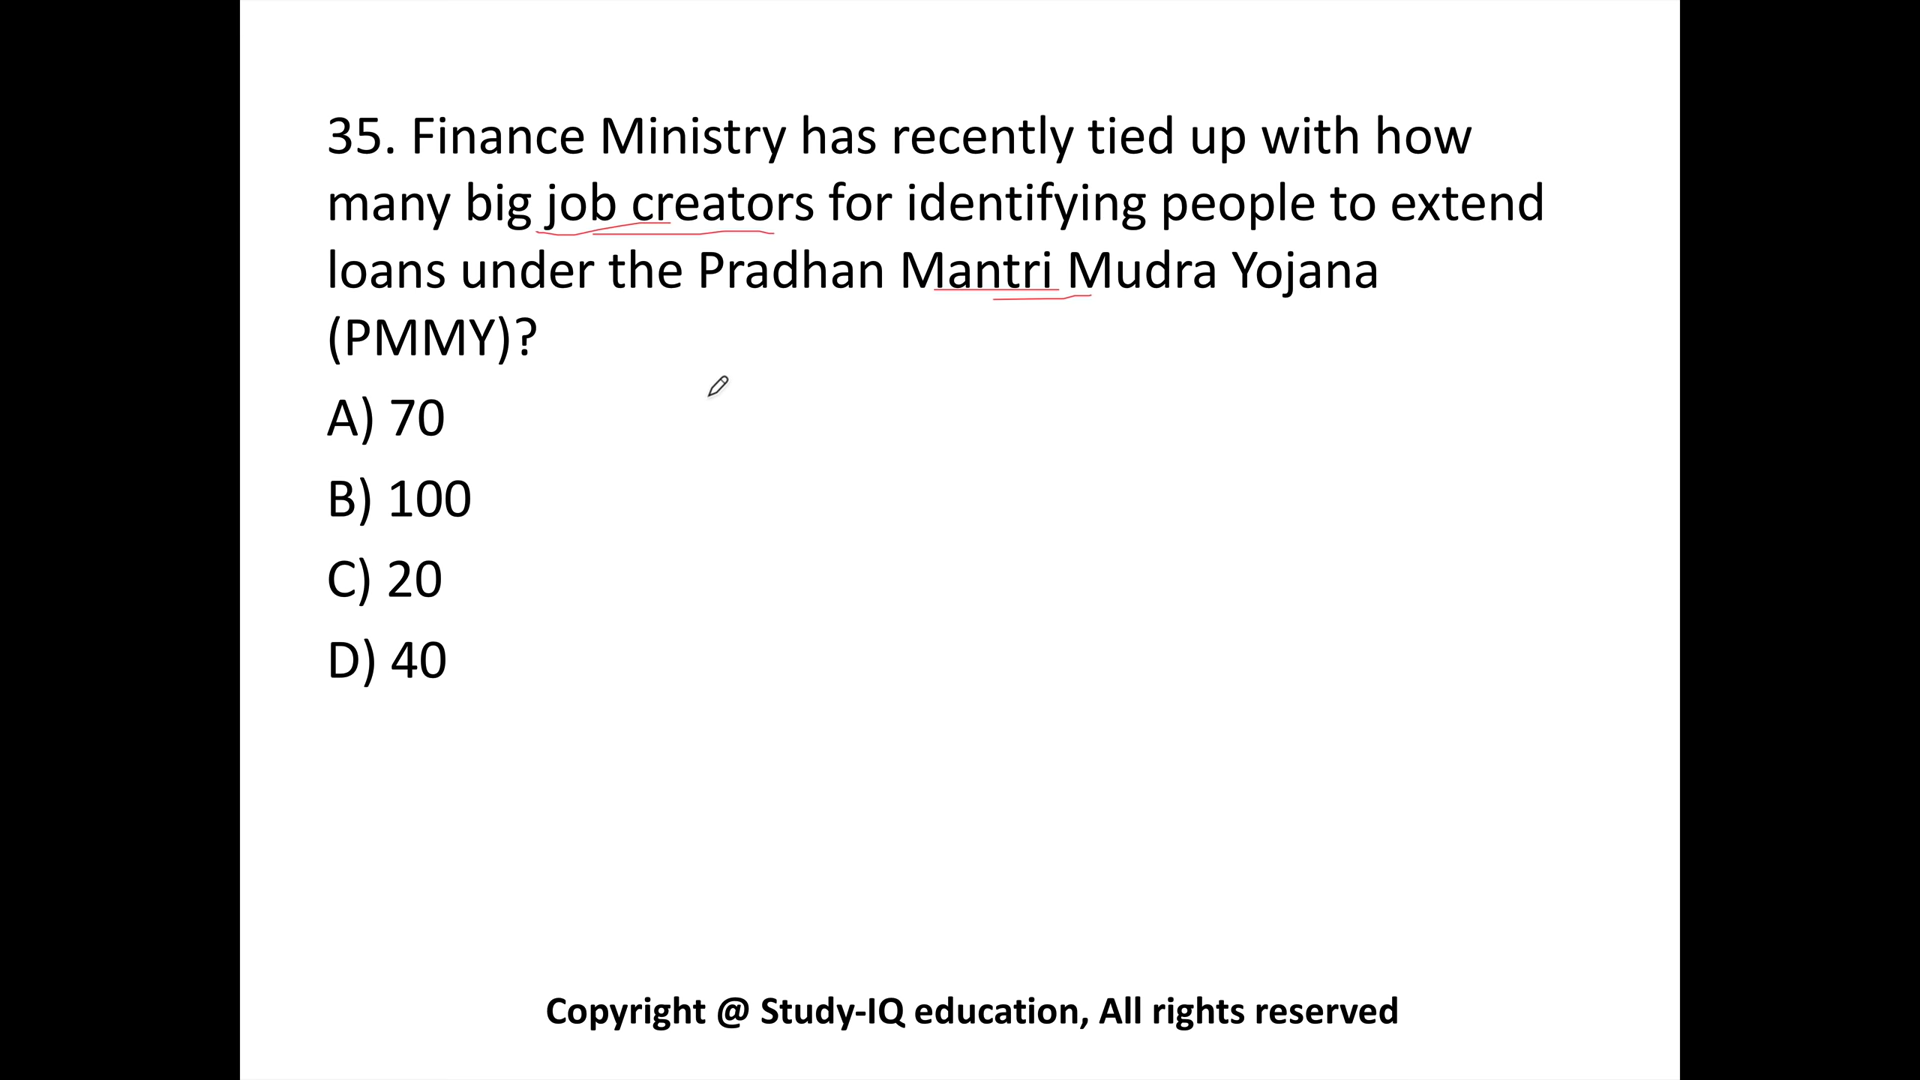 35. Finance Ministry has recently tied up with how
many big job creators for identifying people to extend
loans under the Pradhan Mantri Mudra Yojana
(PMMY)?
A) 70
B) 100
C) 20
D) 40
Copyright @ Study-IQ education, All rights reserved